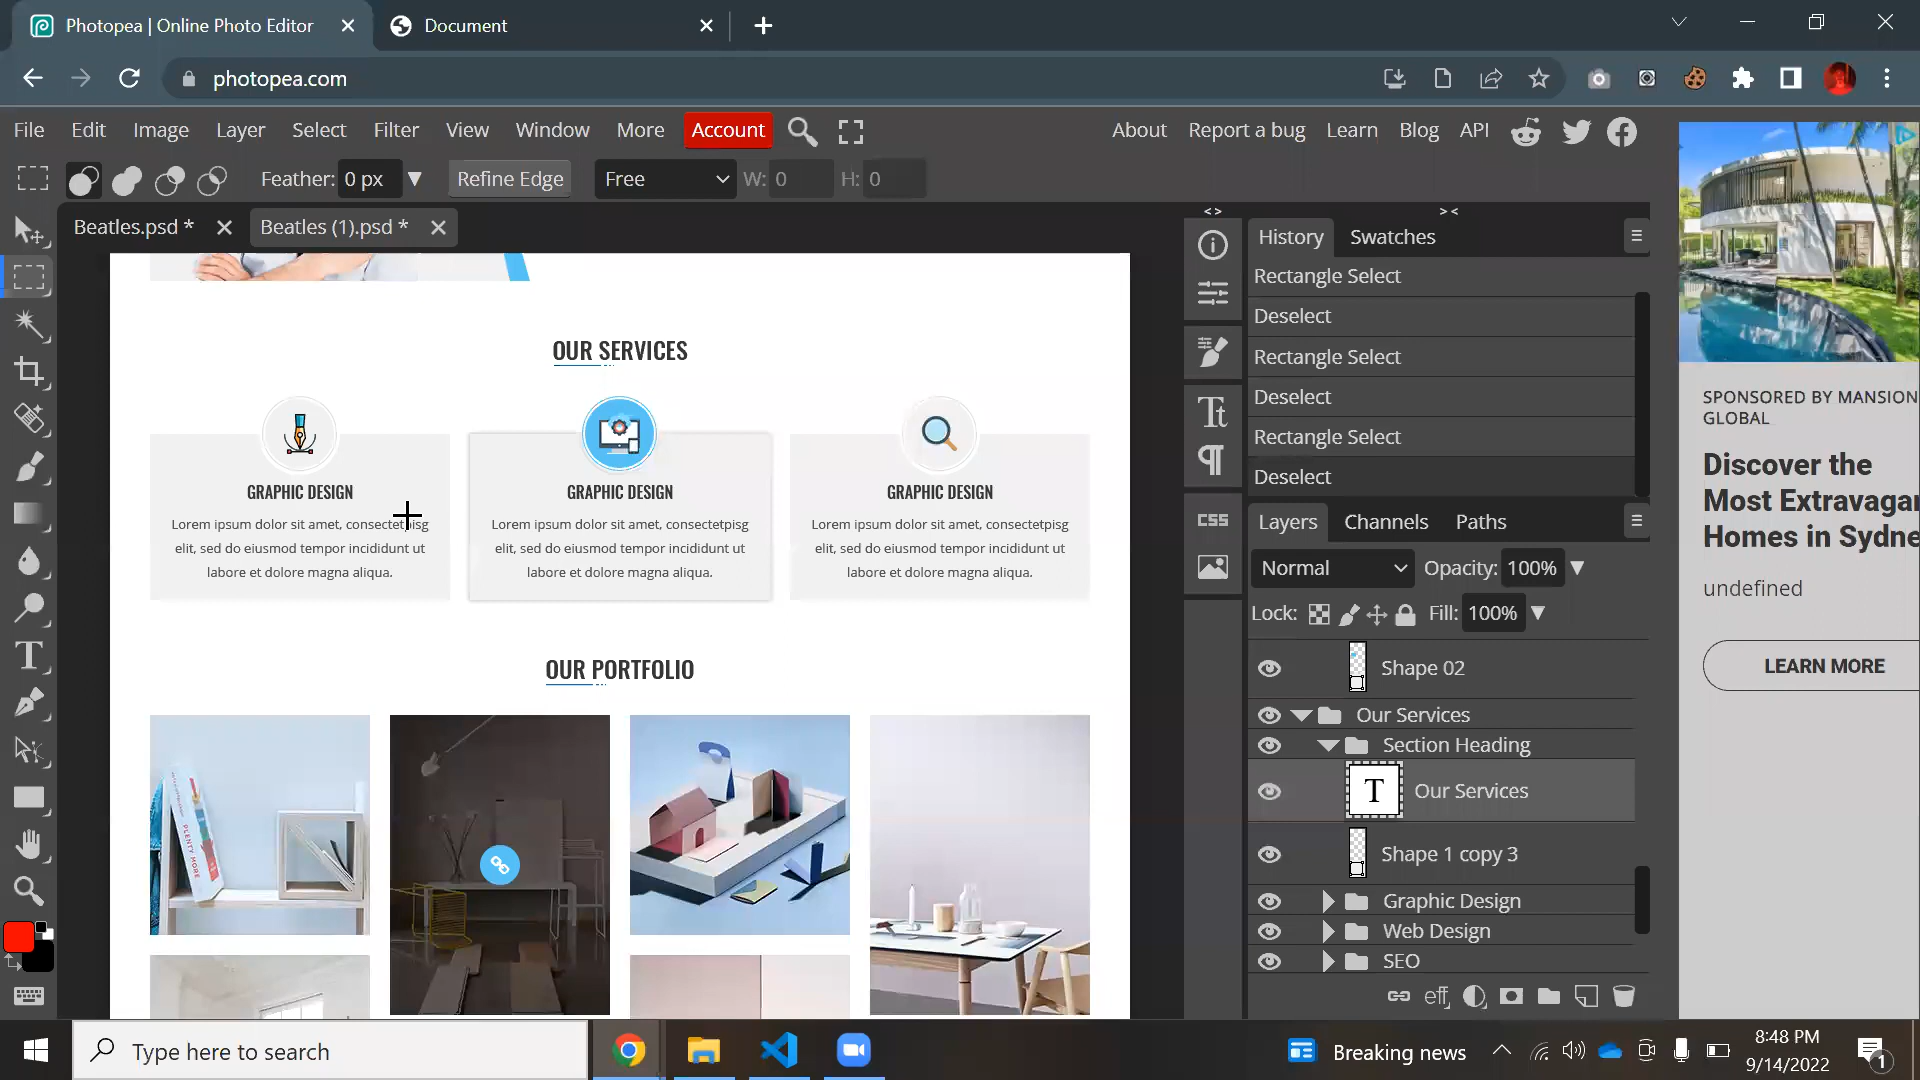 Photopea | Online Photo Editor
Document
photopea.com
File Edit Image Layer Select Filter View Window More Account
About Report a bug Learn Blog API
Feather: 0 px Refine Edge Free W: 0 H: 0
Beatles.psd *
Beatles (1).psd *
OUR SERVICES
GRAPHIC DESIGN
Lorem ipsum dolor sit amet, consectetpisg
elit, sed do eiusmod tempor incididunt ut
labore et dolore magna aliqua.
GRAPHIC DESIGN
Lorem ipsum dolor sit amet, consectetpisg
elit, sed do eiusmod tempor incididunt ut
labore et dolore magna aliqua.
GRAPHIC DESIGN
Lorem ipsum dolor sit amet, consectetpisg
elit, sed do eiusmod tempor incididunt ut
labore et dolore magna aliqua.
OUR PORTFOLIO
PLENTY MORE
< >
> <
History Swatches
Rectangle Select
Deselect
Rectangle Select
Deselect
Rectangle Select
Deselect
CSS
Layers Channels Paths
Normal Opacity: 100%
Lock: Fill: 100%
Shape 02
Our Services
Section Heading
T Our Services
Shape 1 copy 3
Graphic Design
Web Design
SEO
eff
SPONSORED BY MANSION
GLOBAL
Discover the
Most Extravagar
Homes in Sydne
undefined
LEARN MORE
Type here to search
Breaking news
8:48 PM
9/14/2022
1